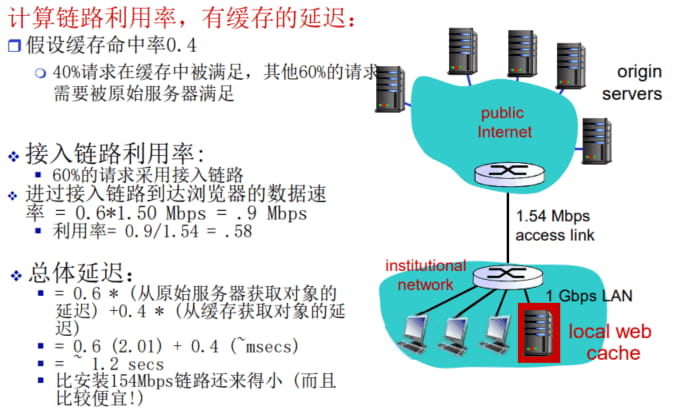 计算链路利用率，有缓存的延迟：
假设缓存命中率0.4
40%请求在缓存中被满足，其他60%的请求
需要被原始服务器满足
接入链路利用率:
60%的请求采用接入链路
进过接入链路到达浏览器的数据速
率 = 0.6*1.50 Mbps = .9 Mbps
利用率= 0.9/1.54 = .58
总体延迟：
= 0.6 * (从原始服务器获取对象的
延迟) +0.4 * (从缓存获取对象的延
迟)
= 0.6 (2.01) + 0.4 (~msecs)
= ~ 1.2 secs
比安装154Mbps链路还来得小 (而且
比较便宜!)
origin
servers
public
Internet
1.54 Mbps
access link
institutional
network
1 Gbps LAN
local web
cache